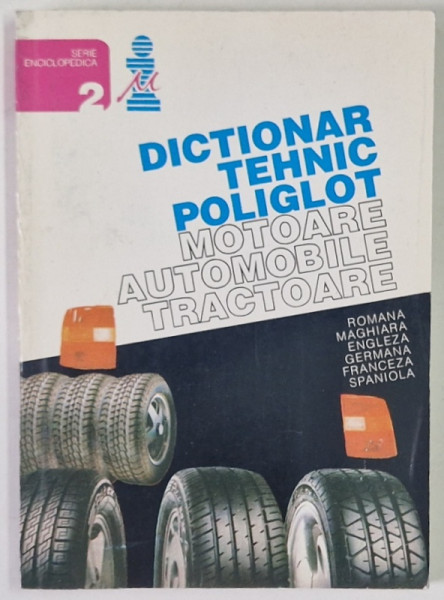 SERIE
ENCICLOPEDICA
2
DICTIONAR
TEHNIC
POLIGLOT
MOTOARE
AUTOMOBILE
TRACTOARE
ROMANA
MAGHIARA
ENGLEZA
GERMANA
FRANCEZA
SPANIOLA